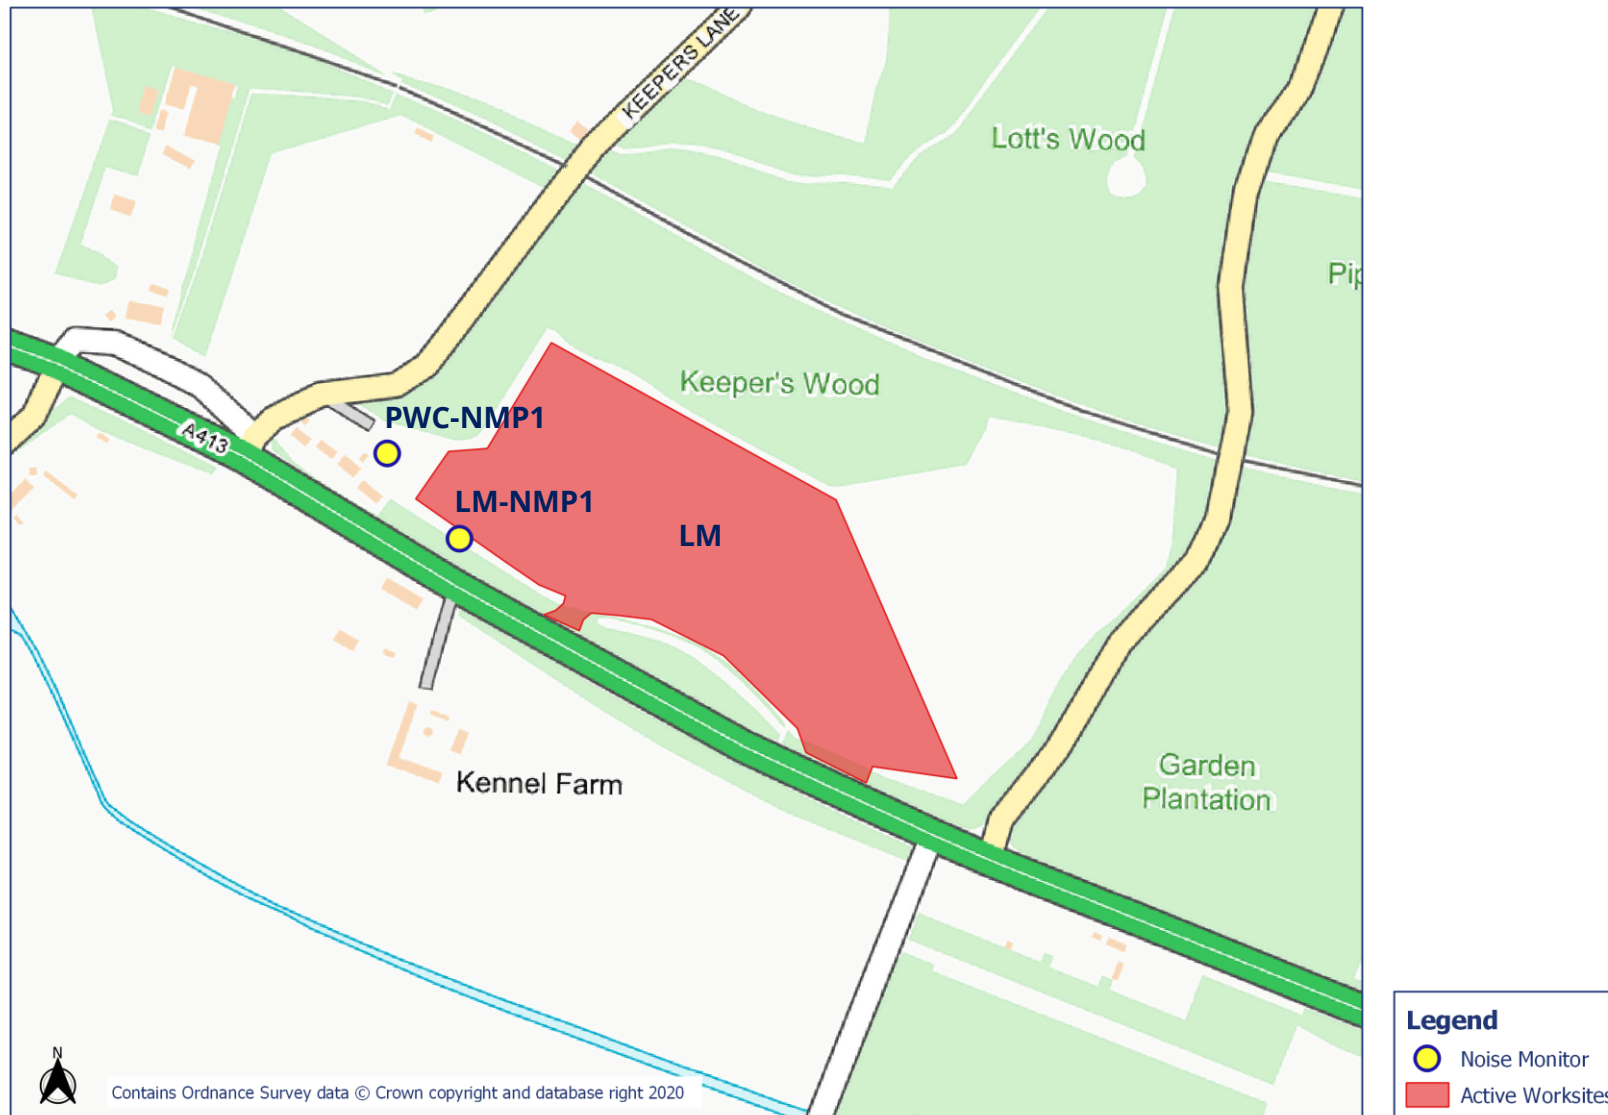 KEEPERS LANE
Lott's Wood
Pip
Keeper's Wood
PWC-NMP1
A413
LM-NMP1
LM
Kennel Farm
Garden
Plantation
N
Contains Ordnance Survey data © Crown copyright and database right 2020
Legend
Noise Monitor
Active Worksites